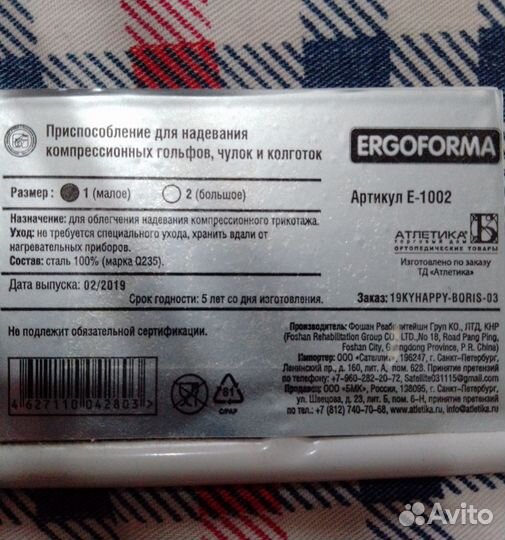 Приспособление для надевания
компрессионных гольфов, чулок и колготок
ERGOFORMA
Размер: 1 (малое) 2 (большое)
Артикул E-1002
Назначение: для облегчения надевания компрессионного трикотажа.
Уход: не требуется специального ухода, хранить вдали от
нагревательных приборов.
Состав: сталь 100% (марка Q235).
АТЛЕТИКА
ТОРГОВЫЙ ДОМ
ОРТОПЕДИЧЕСКИЕ ТОВАРЫ
Изготовлено по заказу
ТД «Атлетика»
Дата выпуска: 02/2019
Срок годности: 5 лет со дня изготовления.
Заказ: 19KYHAPPY-BORIS-03
Не подлежит обязательной сертификации.
Производитель: Фошан Реабилитейшн Груп КО., ЛТД, КНР
(Foshan Rehabilitation Group CO., LTD.,No 18, Road Pang Ping,
Foshan City, Guangdong Province, P.R. China)
Импортер: ООО «Сателлит», 196247, г. Санкт-Петербург,
Ленинский пр., д. 160, лит. А, пом. 628. Принятие претензий
по телефону: +7-960-282-20-72, Satellite031115@gmail.com
Продавец: ООО «БМК», Россия, 138095, г. Санкт-Петербург,
ул. Швецова, д. 23, лит. Б, пом. 6-Н, принятие претензий
по тел.: +7 (812) 740-70-68, www.atletika.ru, info@atletika.ru
4627110042803
81
C/PAP
Avito